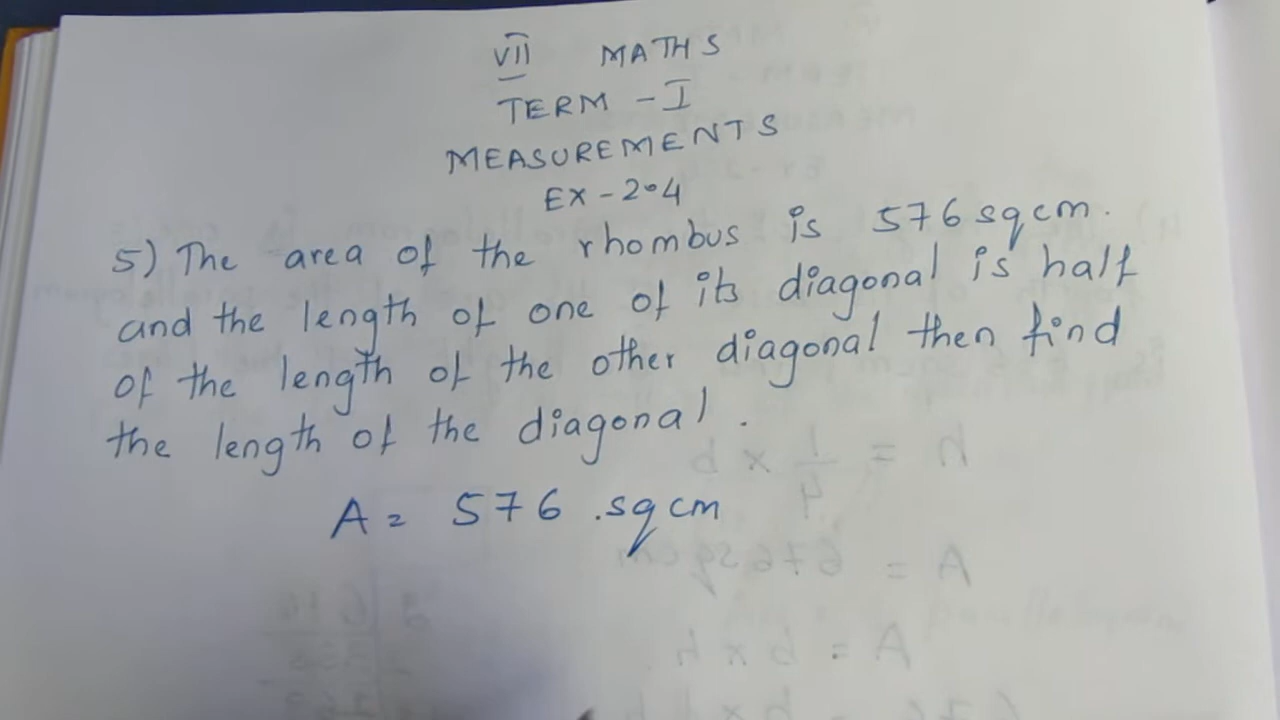 VII MATHS
TERM - I
MEASUREMENTS
EX - 2.4
5) The area of the rhombus is 576 sq cm.
and the length of one of its diagonal is half
of the length of the other diagonal then find
the length of the diagonal.
A = 576 .sq cm